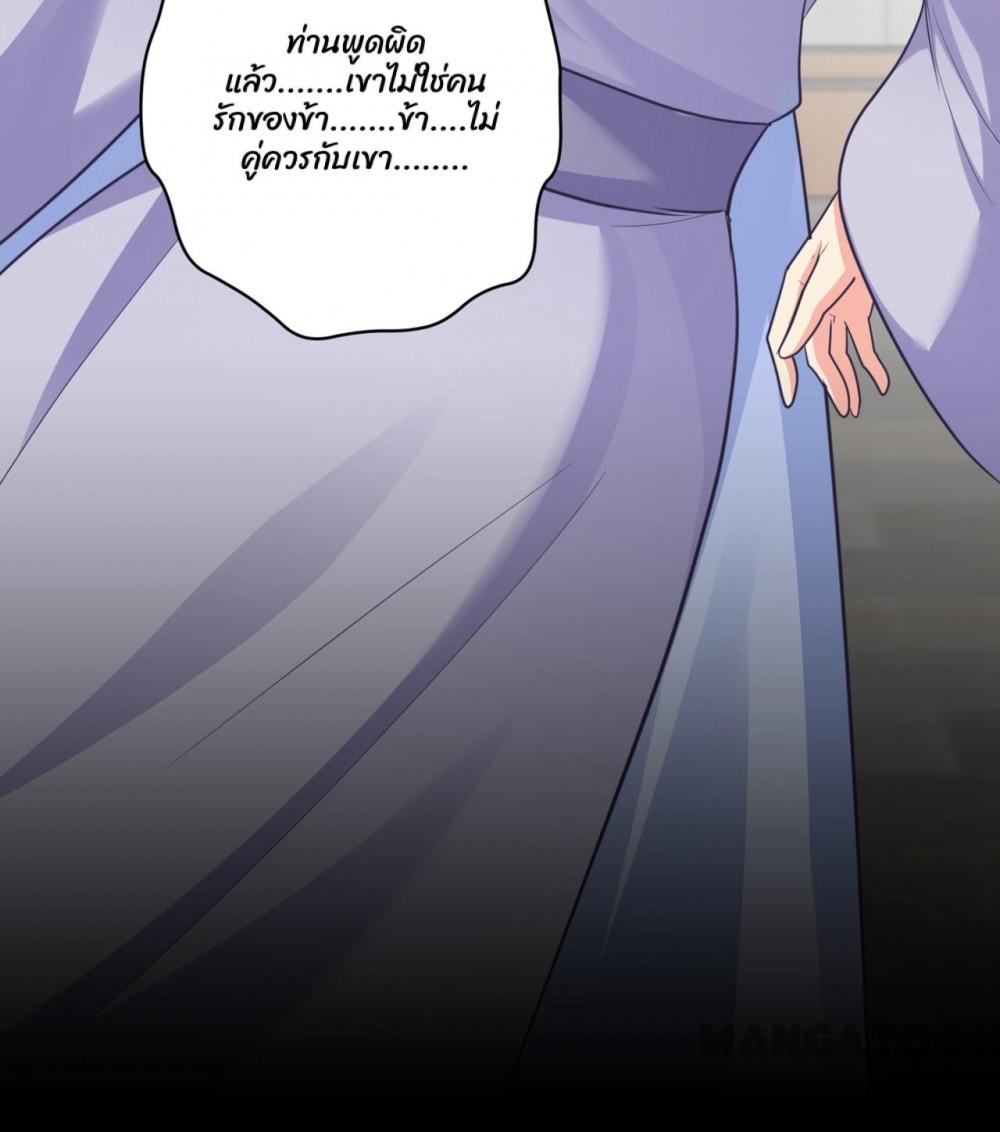 ท่านพูดผิด
แล้ว.......เขาไม่ใช่คน
รักของข้า.......ข้า....ไม่
คู่ควรกับเขา........
MANGATOON